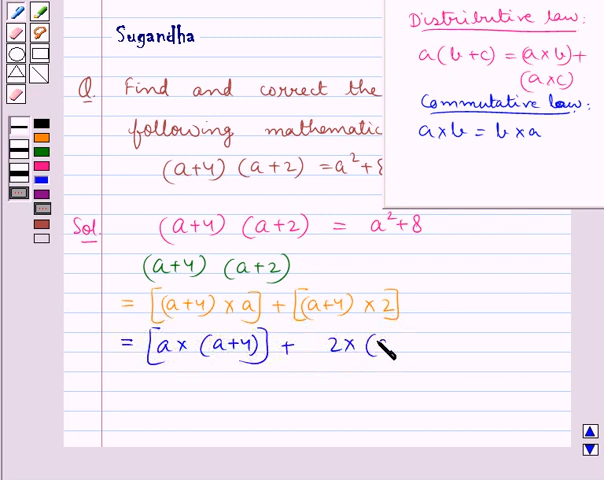 Sugandha
Distributive law:
a(b+c) = (a×b)+
(a×c)
Commutative law:
a×b = b×a
Q. Find and correct the
following mathematic
(a+4) (a+2) = a²+8
Sol. (a+4) (a+2) = a²+8
(a+4) (a+2)
= [(a+4) × a] + [(a+4) × 2]
= [a × (a+4)] + 2× (